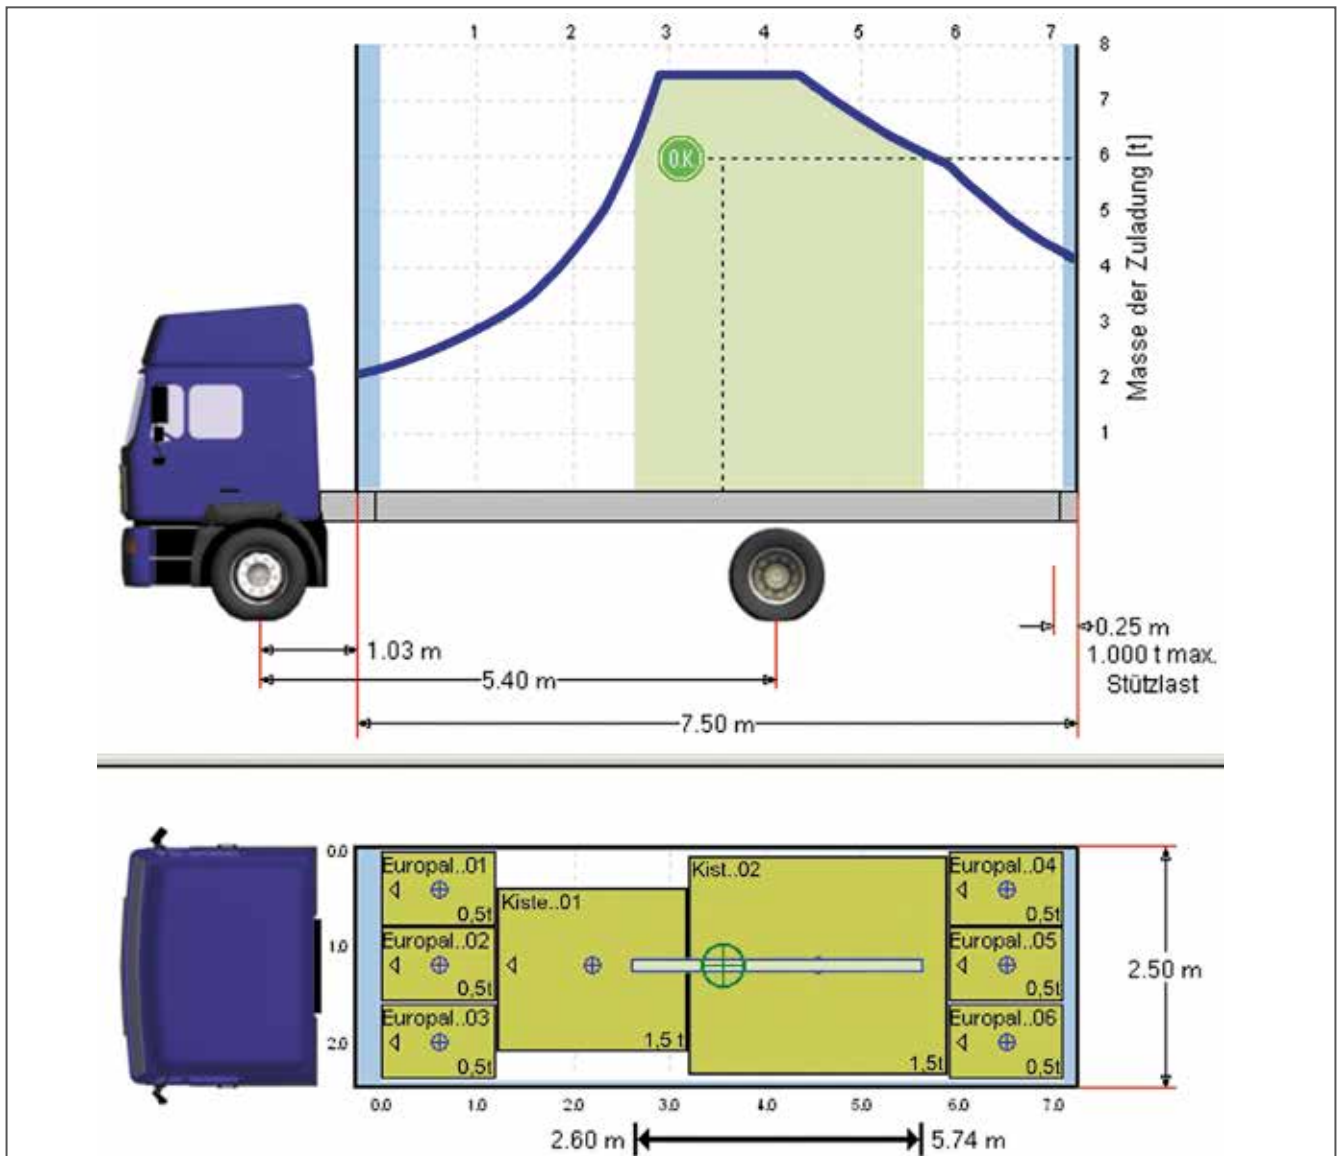 1 2 3 4 5 6 7
8
7
6
5
4
3
2
1
Masse der Zuladung [t]
O.K
1.03 m
5.40 m
7.50 m
0.25 m
1.000 t max.
Stützlast
0.0
1.0
2.0
Europal..01
0,5t
Europal..02
0,5t
Europal..03
0,5t
Kiste..01
1,5 t
Kist..02
1,5t
Europal..04
0,5t
Europal..05
0,5t
Europal..06
0,5t
2.50 m
0.0 1.0 2.0 3.0 4.0 5.0 6.0 7.0
2.60 m 5.74 m